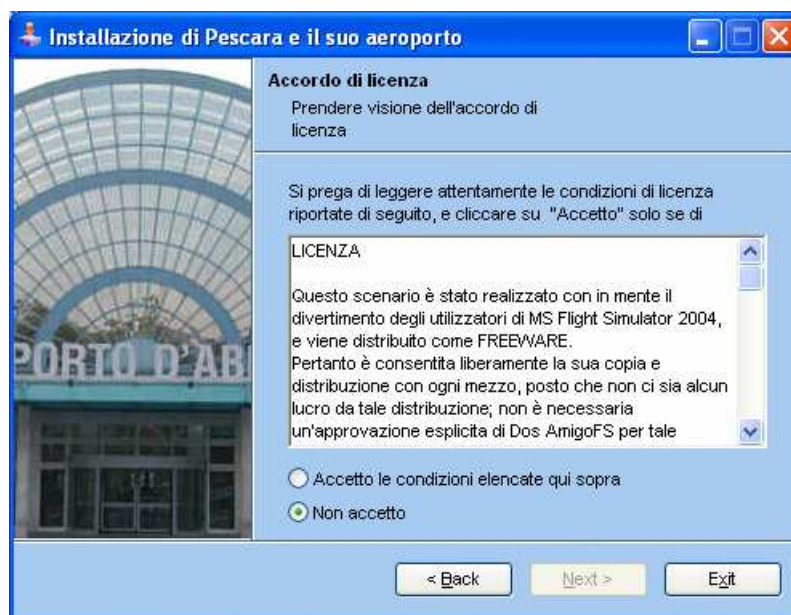 Installazione di Pescara e il suo aeroporto
Accordo di licenza
Prendere visione dell'accordo di
licenza
PORTO D'AB
Si prega di leggere attentamente le condizioni di licenza
riportate di seguito, e cliccare su "Accetto" solo se di
LICENZA
Questo scenario è stato realizzato con in mente il
divertimento degli utilizzatori di MS Flight Simulator 2004,
e viene distribuito come FREEWARE.
Pertanto è consentita liberamente la sua copia e
distribuzione con ogni mezzo, posto che non ci sia alcun
lucro da tale distribuzione; non è necessaria
un'approvazione esplicita di Dos AmigoFS per tale
Accetto le condizioni elencate qui sopra
Non accetto
< Back
Next >
Exit